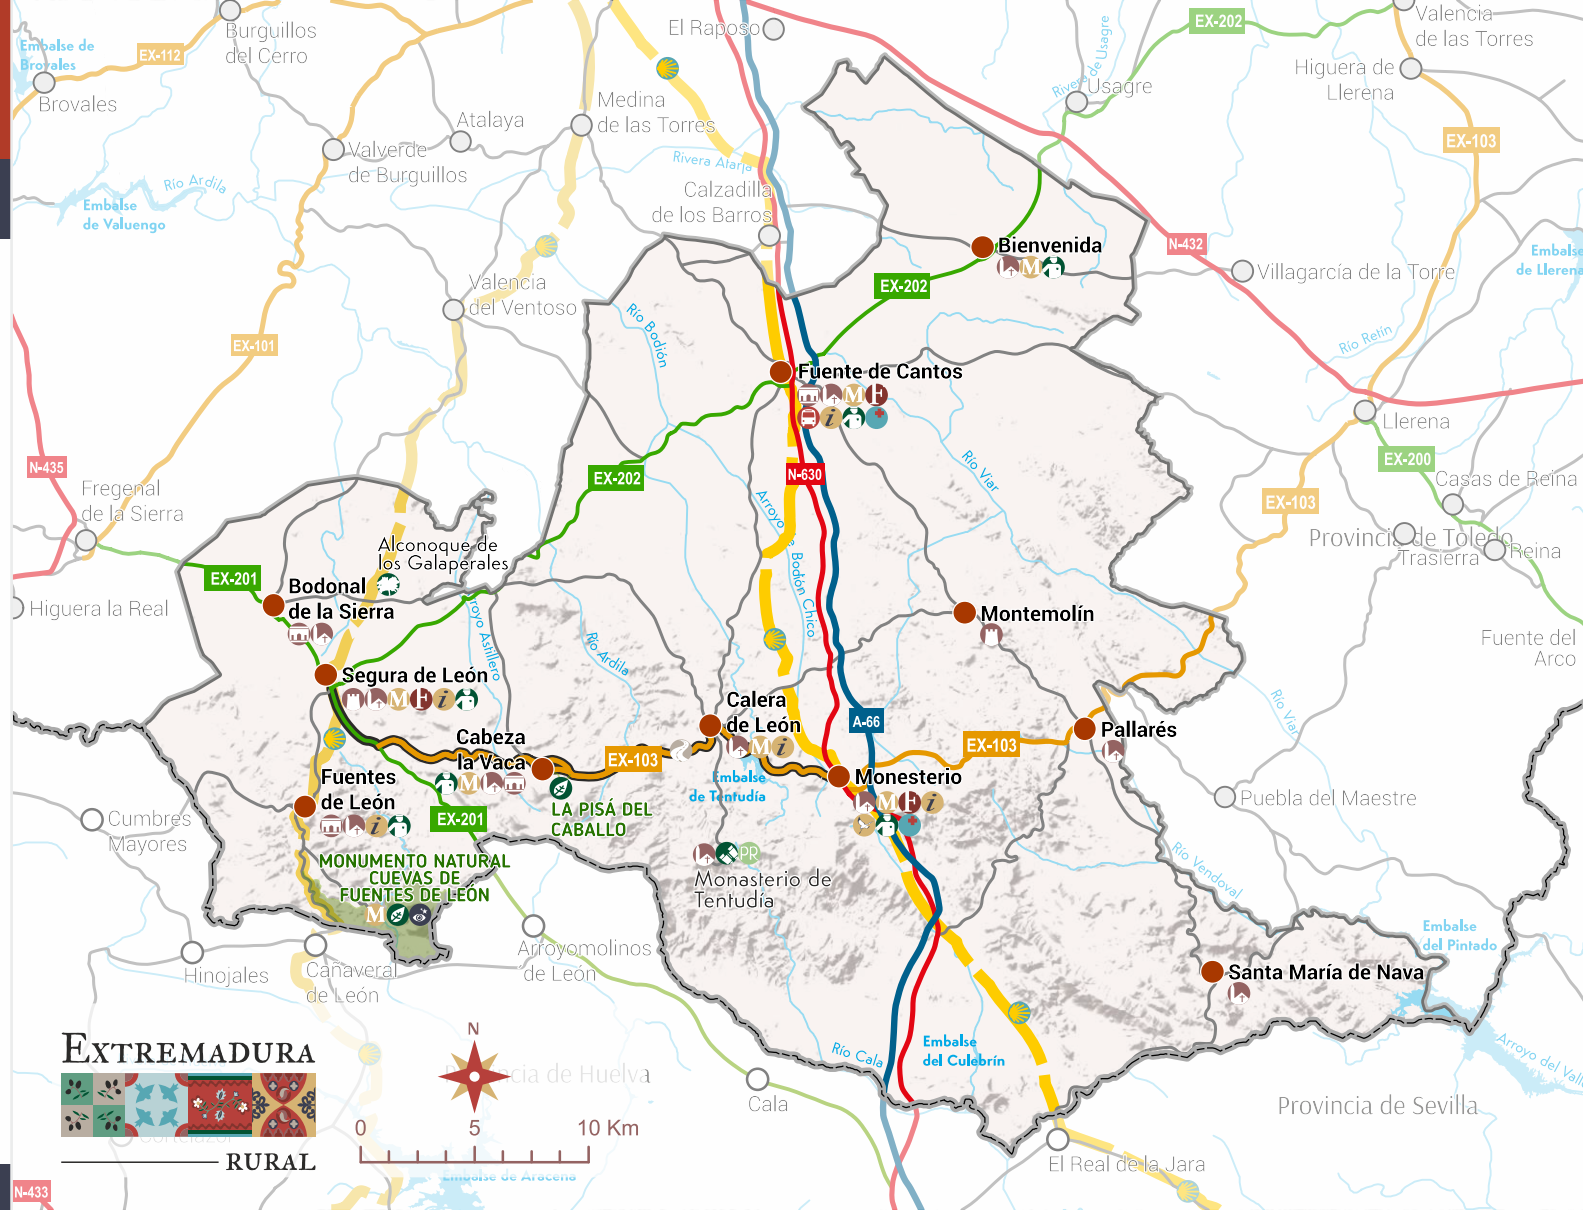 Burguillos
del Cerro
EX-112
Embalse de
Brovales
Brovales
Atalaya
Valverde
de Burguillos
Río Ardila
Embalse
de Valuengo
El Raposo
Medina
de las Torres
Rivera Atarja
Calzadilla
de los Barros
Valencia
del Ventoso
EX-202
Valencia
de las Torres
Higuera de
Llerena
Rivera de Usagre
Usagre
EX-103
N-432
Embalse
de Llerena
Villagarcía de la Torre
Bienvenida
M
EX-202
Río Bodión
EX-101
Río Retín
Fuente de Cantos
M F
i
Llerena
EX-200
Casas de Reina
N-435
Fregenal
de la Sierra
EX-202
N-630
Río Viar
EX-103
Provincia de Toledo
Trasierra
Reina
Arroyo de Bodión Chico
Alconoque de
los Galaperales
EX-201
Bodonal
de la Sierra
Higuera la Real
Arroyo Astillero
Río Ardila
Montemolín
Fuente del
Arco
Segura de León
M F i
Calera
de León
M i
A-66
Río Viar
Pallarés
Cabeza
la Vaca
M
EX-103
EX-103
Monesterio
M F i
Embalse
de Tentudía
Fuentes
de León
i
EX-201
LA PISÁ DEL
CABALLO
Puebla del Maestre
Cumbres
Mayores
MONUMENTO NATURAL
CUEVAS DE
FUENTES DE LEÓN
M
PR
Monasterio de
Tentudía
Río Vendoval
Embalse
del Pintado
Hinojales
Cañaveral
de León
Arroyomolinos
de León
Santa María de Nava
EXTREMADURA
RURAL
N
Provincia de Huelva
0 5 10 Km
Río Cala
Embalse
del Culebrín
Cala
Arroyo del Vall
Provincia de Sevilla
El Real de la Jara
Embalse de Aracena
N-433